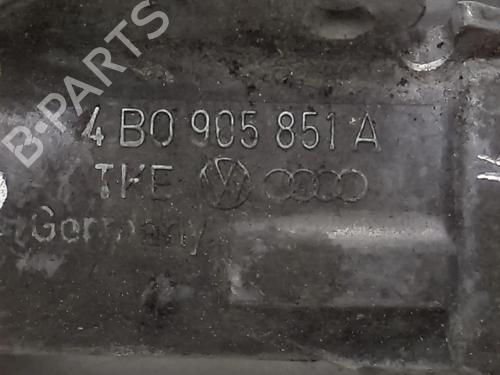 B-PARTS
4B0 905 851 A
TKE
Germany